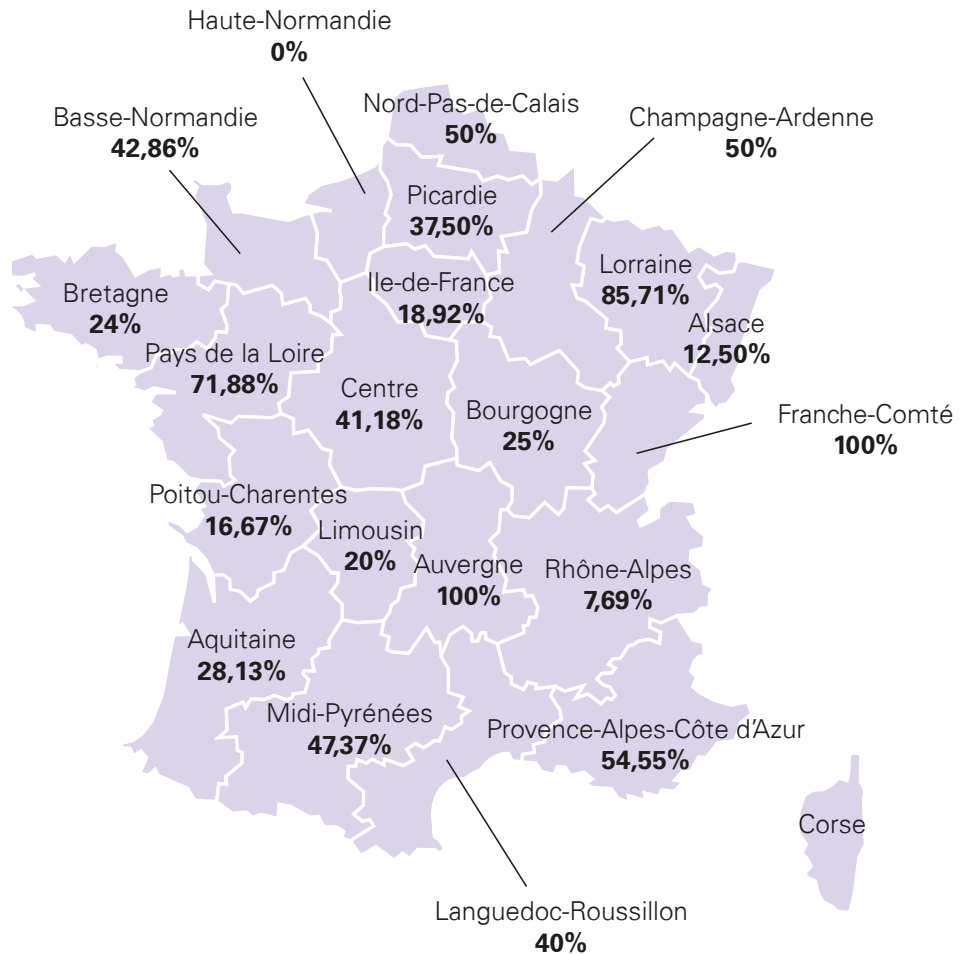 Haute-Normandie
0%
Nord-Pas-de-Calais
50%
Basse-Normandie
42,86%
Champagne-Ardenne
50%
Picardie
37,50%
Ile-de-France
18,92%
Lorraine
85,71%
Bretagne
24%
Alsace
12,50%
Pays de la Loire
71,88%
Centre
41,18%
Bourgogne
25%
Franche-Comté
100%
Poitou-Charentes
16,67%
Limousin
20%
Auvergne
100%
Rhône-Alpes
7,69%
Aquitaine
28,13%
Midi-Pyrénées
47,37%
Provence-Alpes-Côte d'Azur
54,55%
Corse
Languedoc-Roussillon
40%